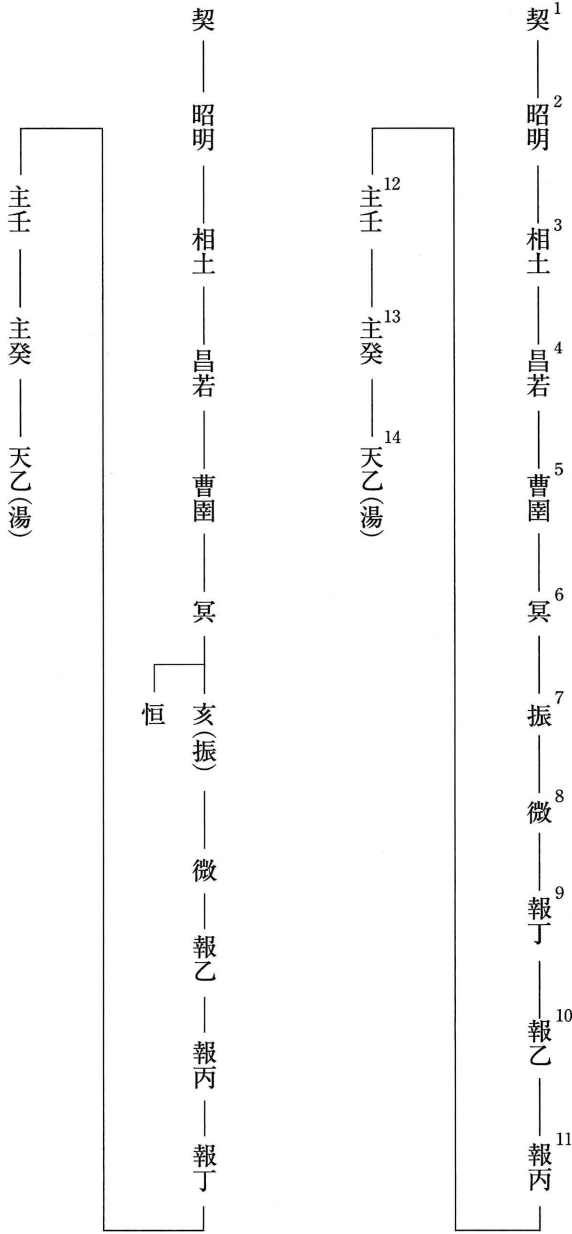 契1
昭明2
相土3
昌若4
曹圉5
冥6
振7
微8
報丁9
報乙10
報丙11
主壬12
主癸13
天乙(湯)14
契
昭明
相土
昌若
曹圉
冥
亥(振)
恒
微
報乙
報丙
報丁
主壬
主癸
天乙(湯)